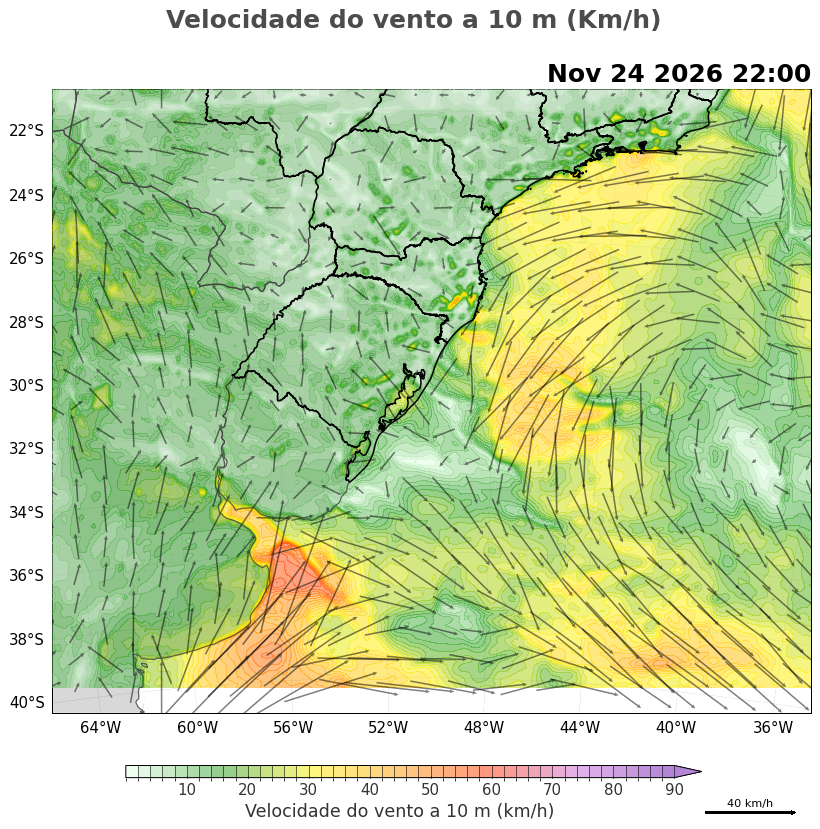 Velocidade do vento a 10 m (Km/h)
Nov 24 2026 22:00
22°S
24°S
26°S
28°S
30°S
32°S
34°S
36°S
38°S
40°S
64°W 60°W 56°W 52°W 48°W 44°W 40°W 36°W
10 20 30 40 50 60 70 80 90
Velocidade do vento a 10 m (km/h)
40 km/h